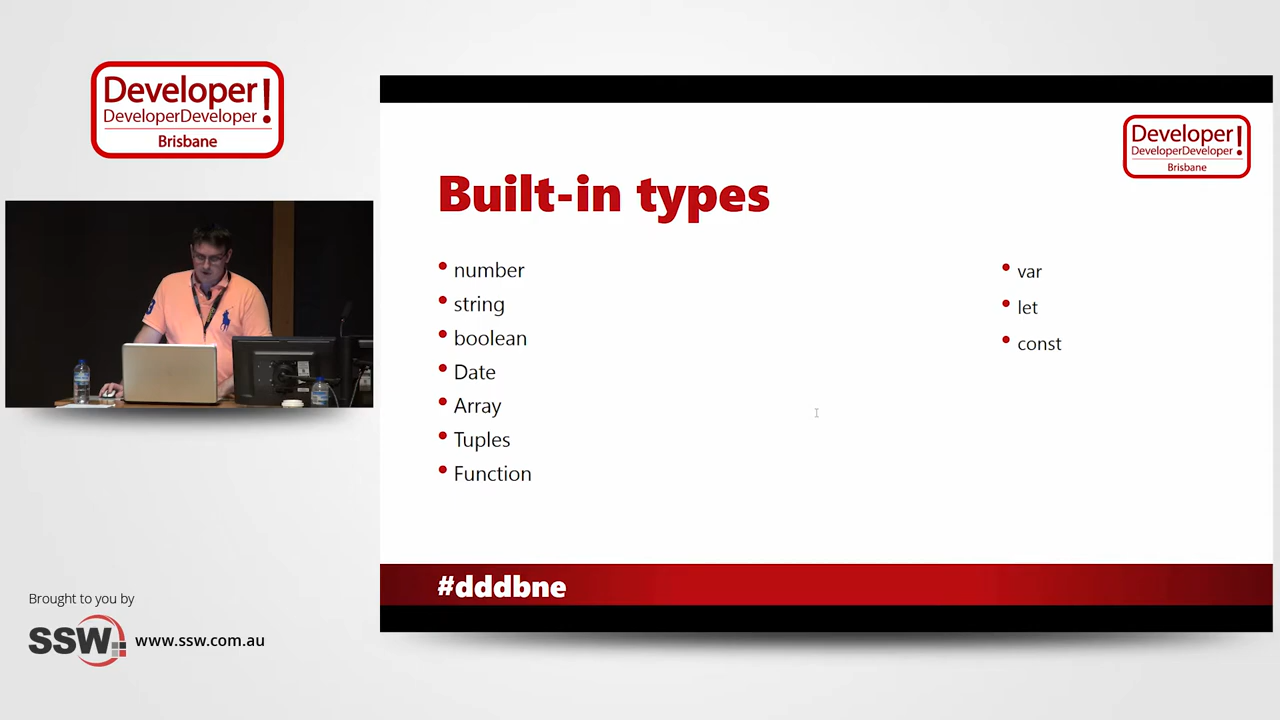 Developer!
DeveloperDeveloper
Brisbane
Developer!
DeveloperDeveloper
Brisbane
Built-in types
number
string
boolean
Date
Array
Tuples
Function
var
let
const
#dddbne
Brought to you by
SSW
www.ssw.com.au